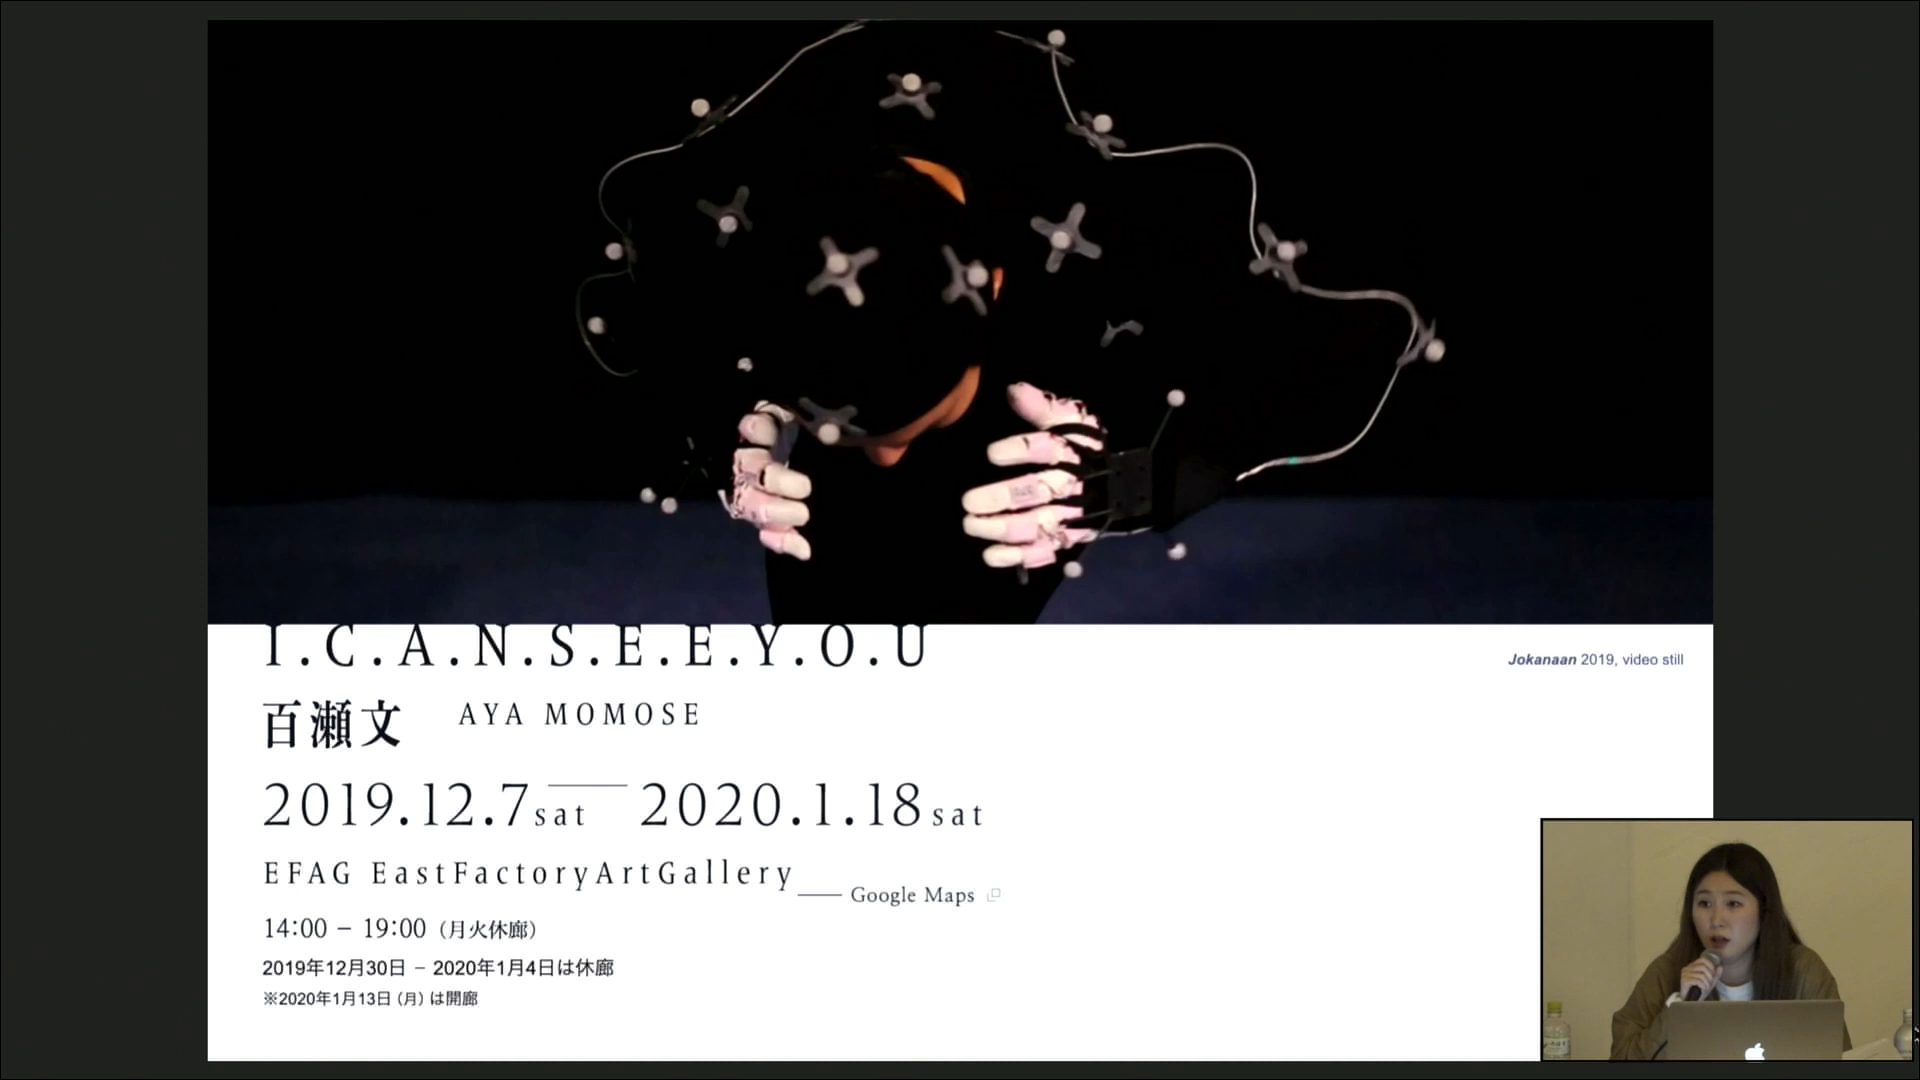 I.C.A.N.S.E.E.Y.O.U
Jokanaan 2019, video still
百瀬文 AYA MOMOSE
2019.12.7sat — 2020.1.18sat
EFAG EastFactoryArtGallery — Google Maps
14:00 – 19:00（月火休廊）
2019年12月30日 – 2020年1月4日は休廊
※2020年1月13日（月）は開廊